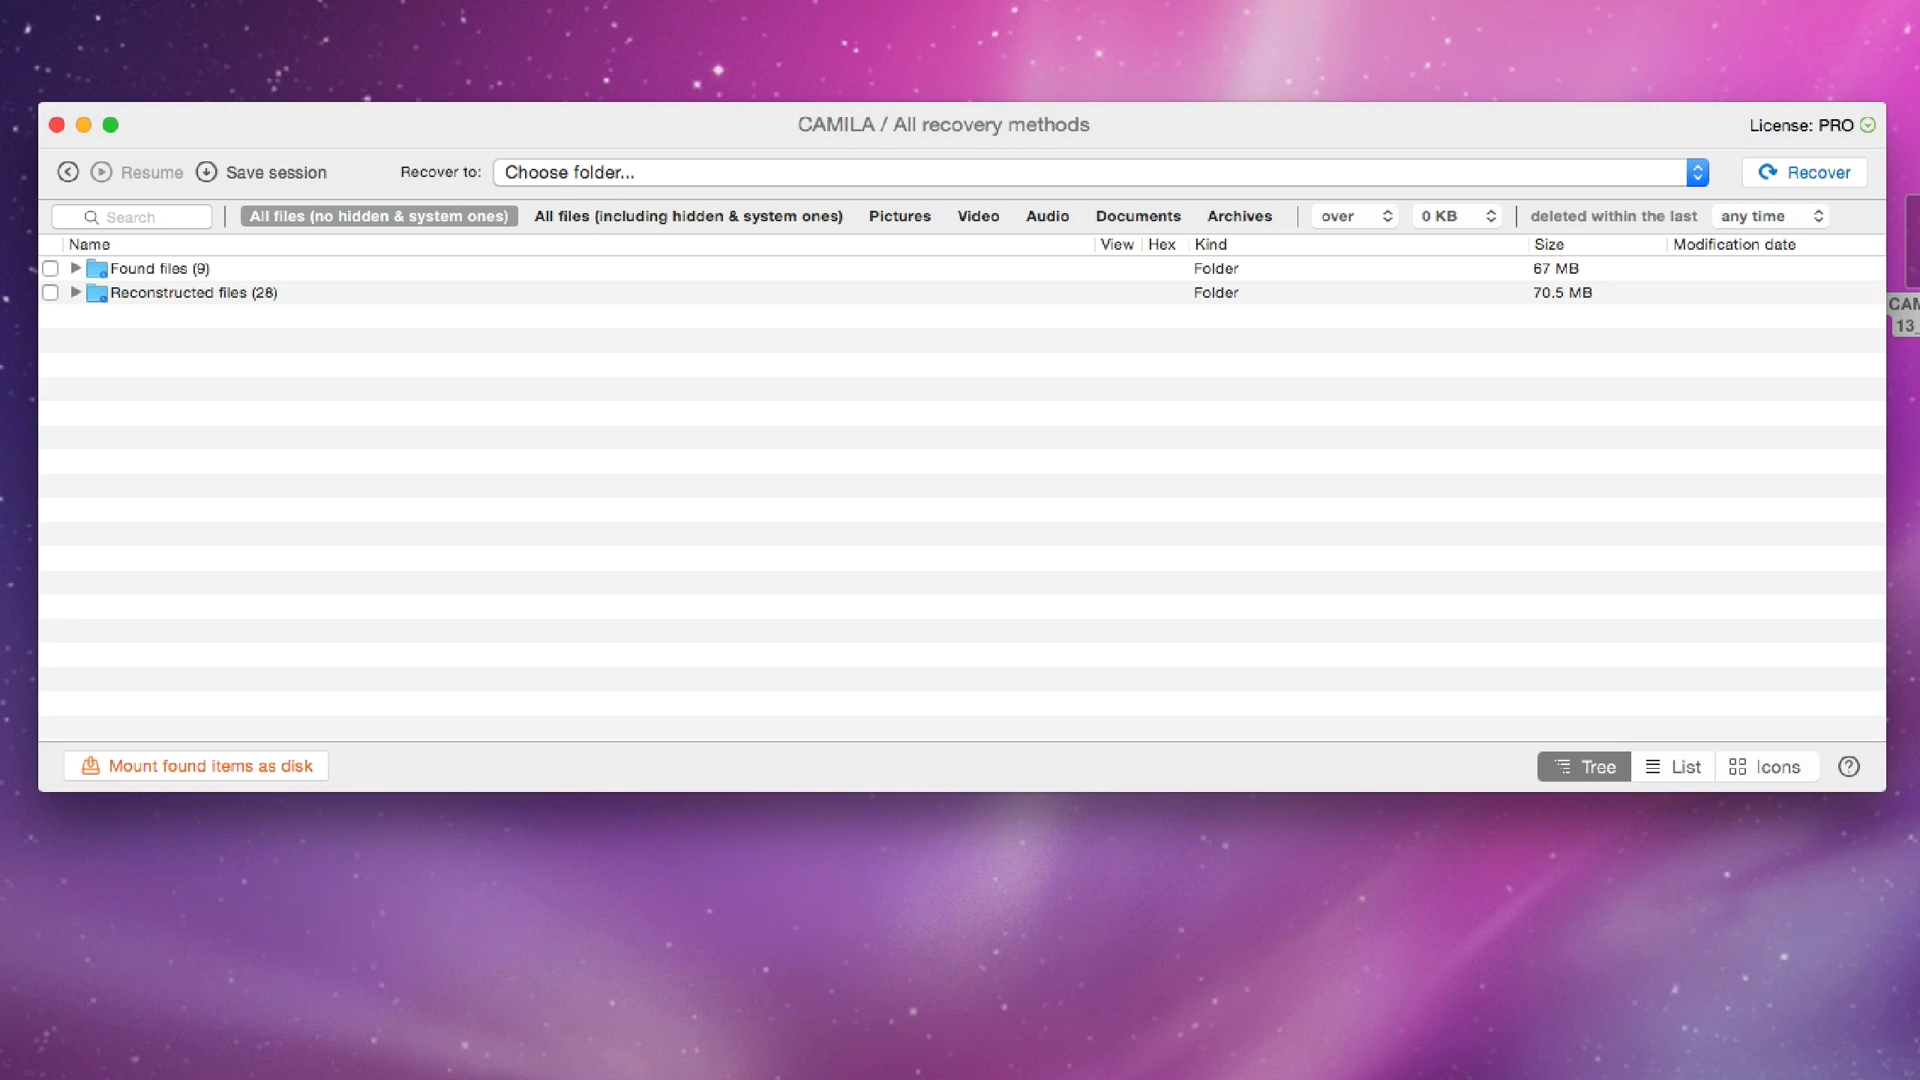 CAMILA / All recovery methods
License: PRO
Resume Save session Recover to: Choose folder... Recover
Search All files (no hidden & system ones) All files (including hidden & system ones) Pictures Video Audio Documents Archives over 0 KB deleted within the last any time
Name View Hex Kind Size Modification date
Found files (9) Folder 67 MB
Reconstructed files (28) Folder 70.5 MB
CAM
13_
Mount found items as disk Tree List Icons ?